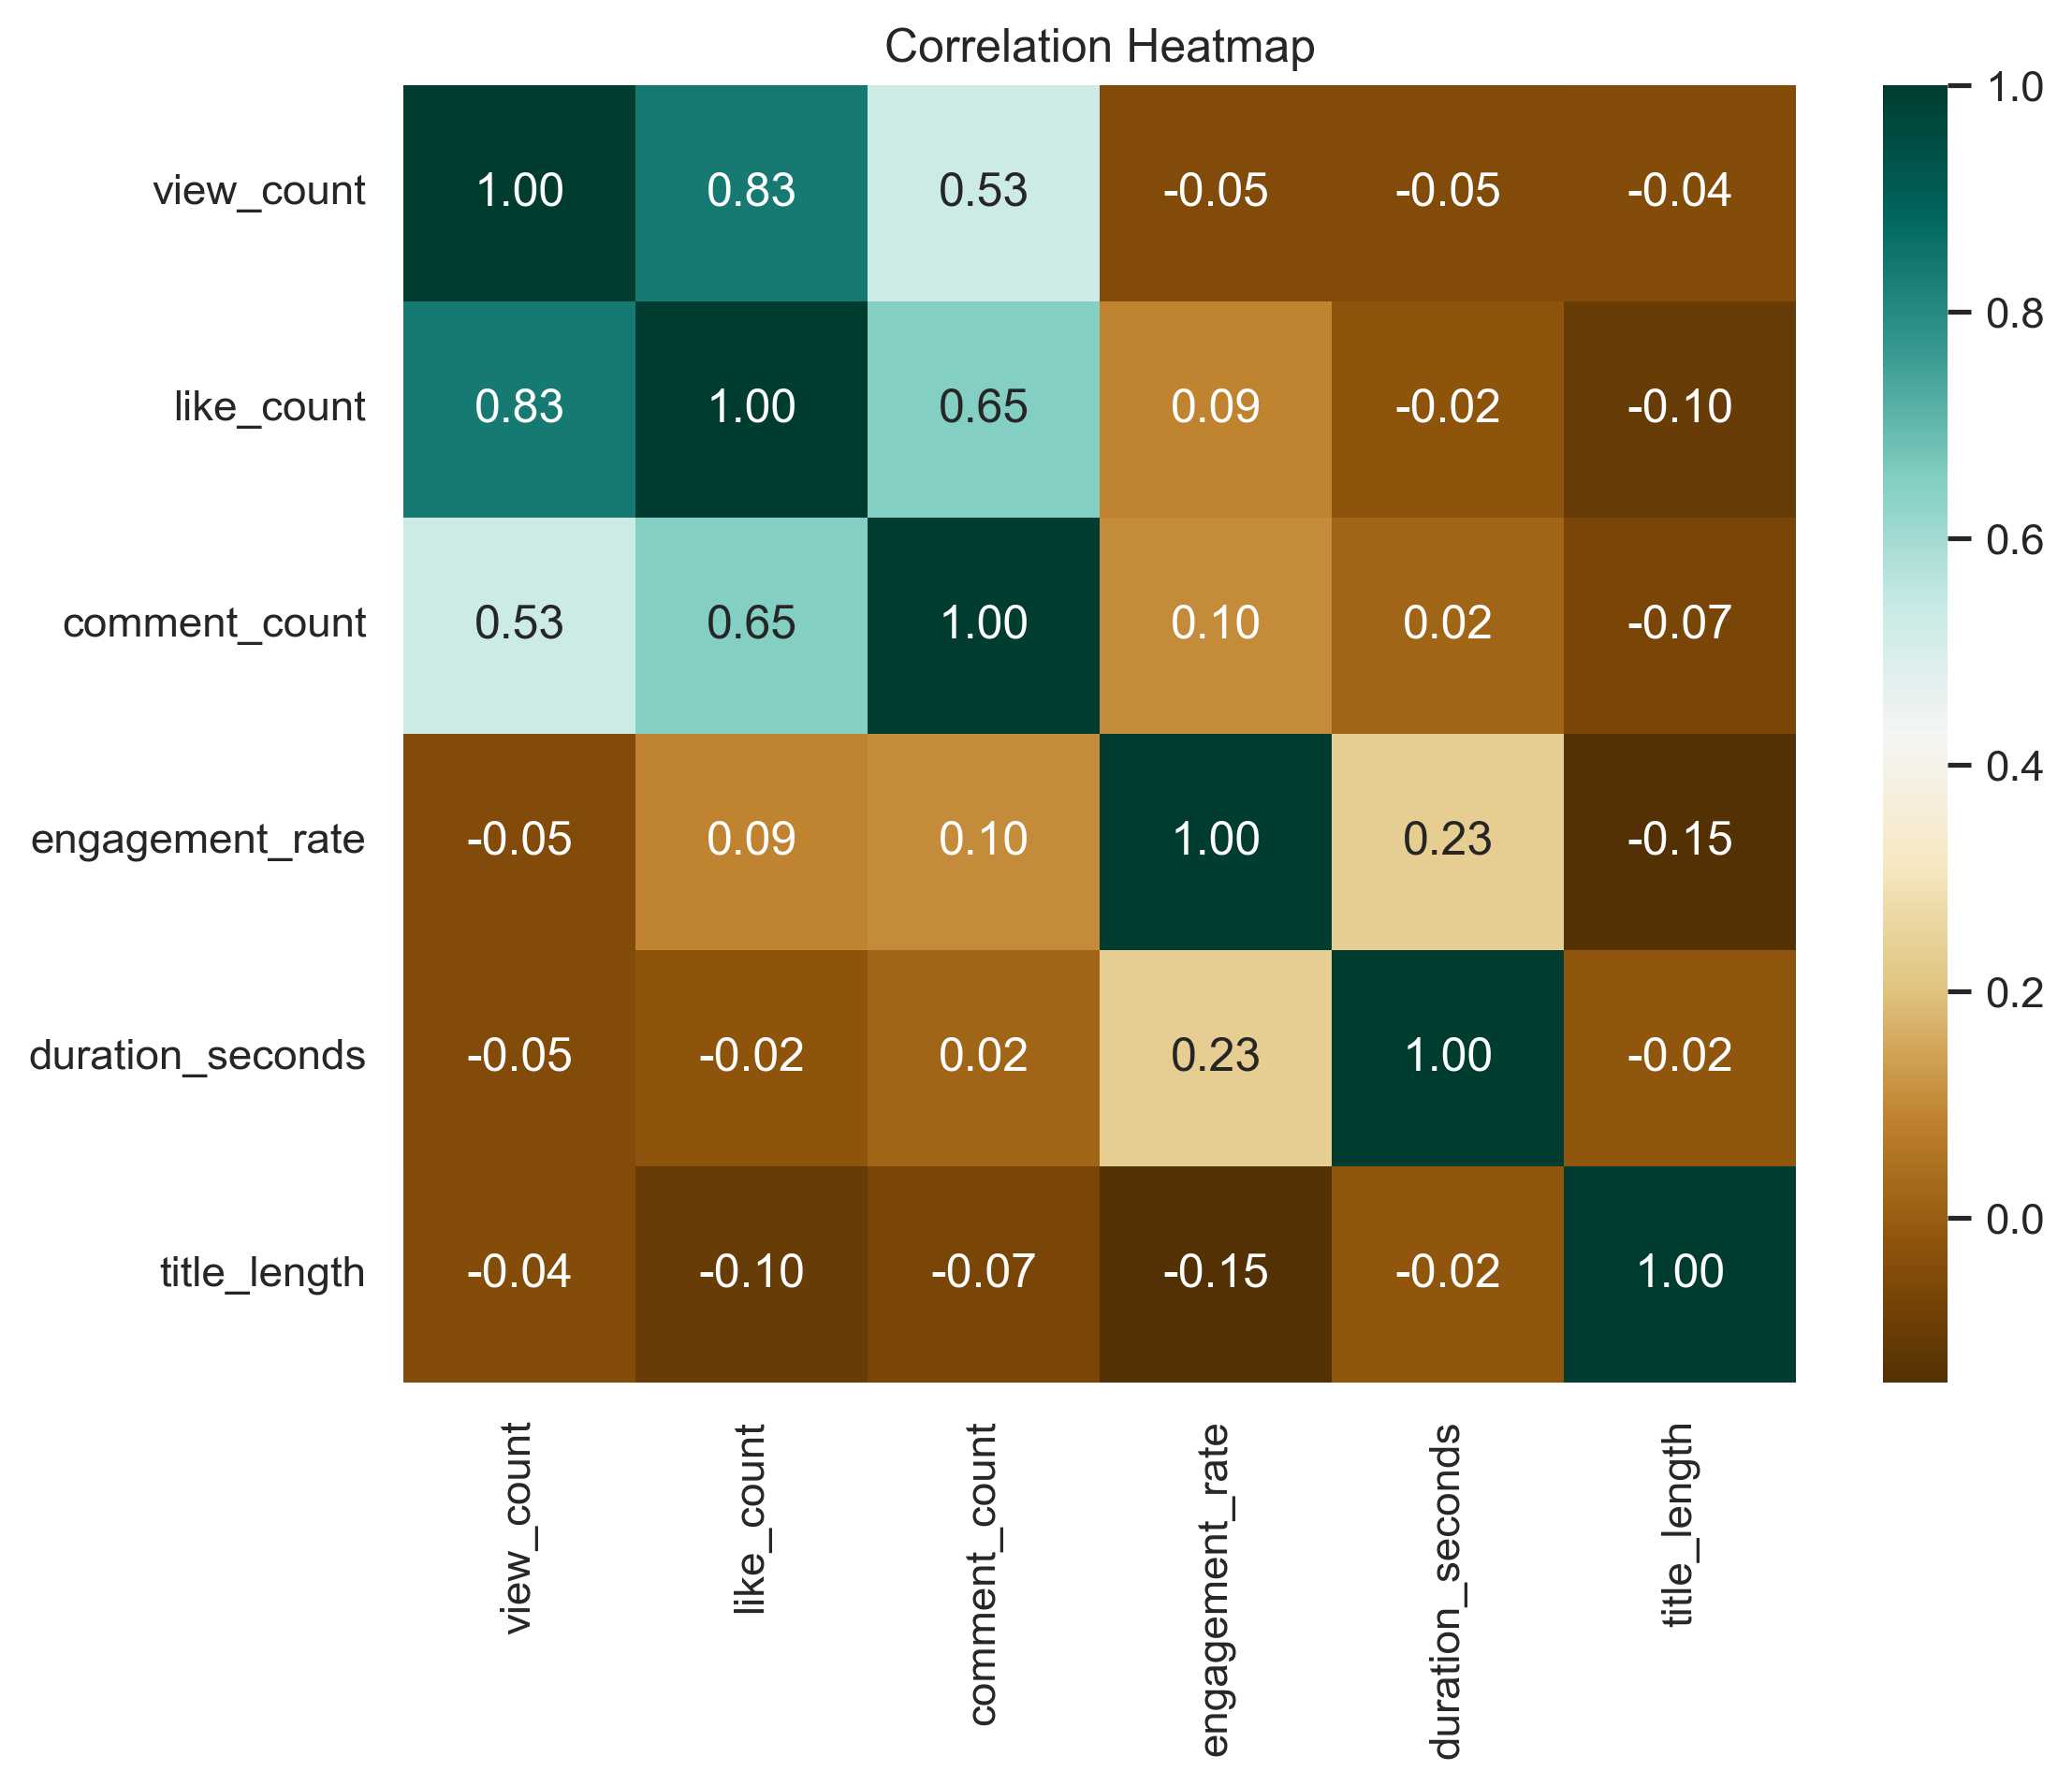 Correlation Heatmap
view_count 1.00 0.83 0.53 -0.05 -0.05 -0.04
like_count 0.83 1.00 0.65 0.09 -0.02 -0.10
comment_count 0.53 0.65 1.00 0.10 0.02 -0.07
engagement_rate -0.05 0.09 0.10 1.00 0.23 -0.15
duration_seconds -0.05 -0.02 0.02 0.23 1.00 -0.02
title_length -0.04 -0.10 -0.07 -0.15 -0.02 1.00
view_count
like_count
comment_count
engagement_rate
duration_seconds
title_length
1.0
0.8
0.6
0.4
0.2
0.0